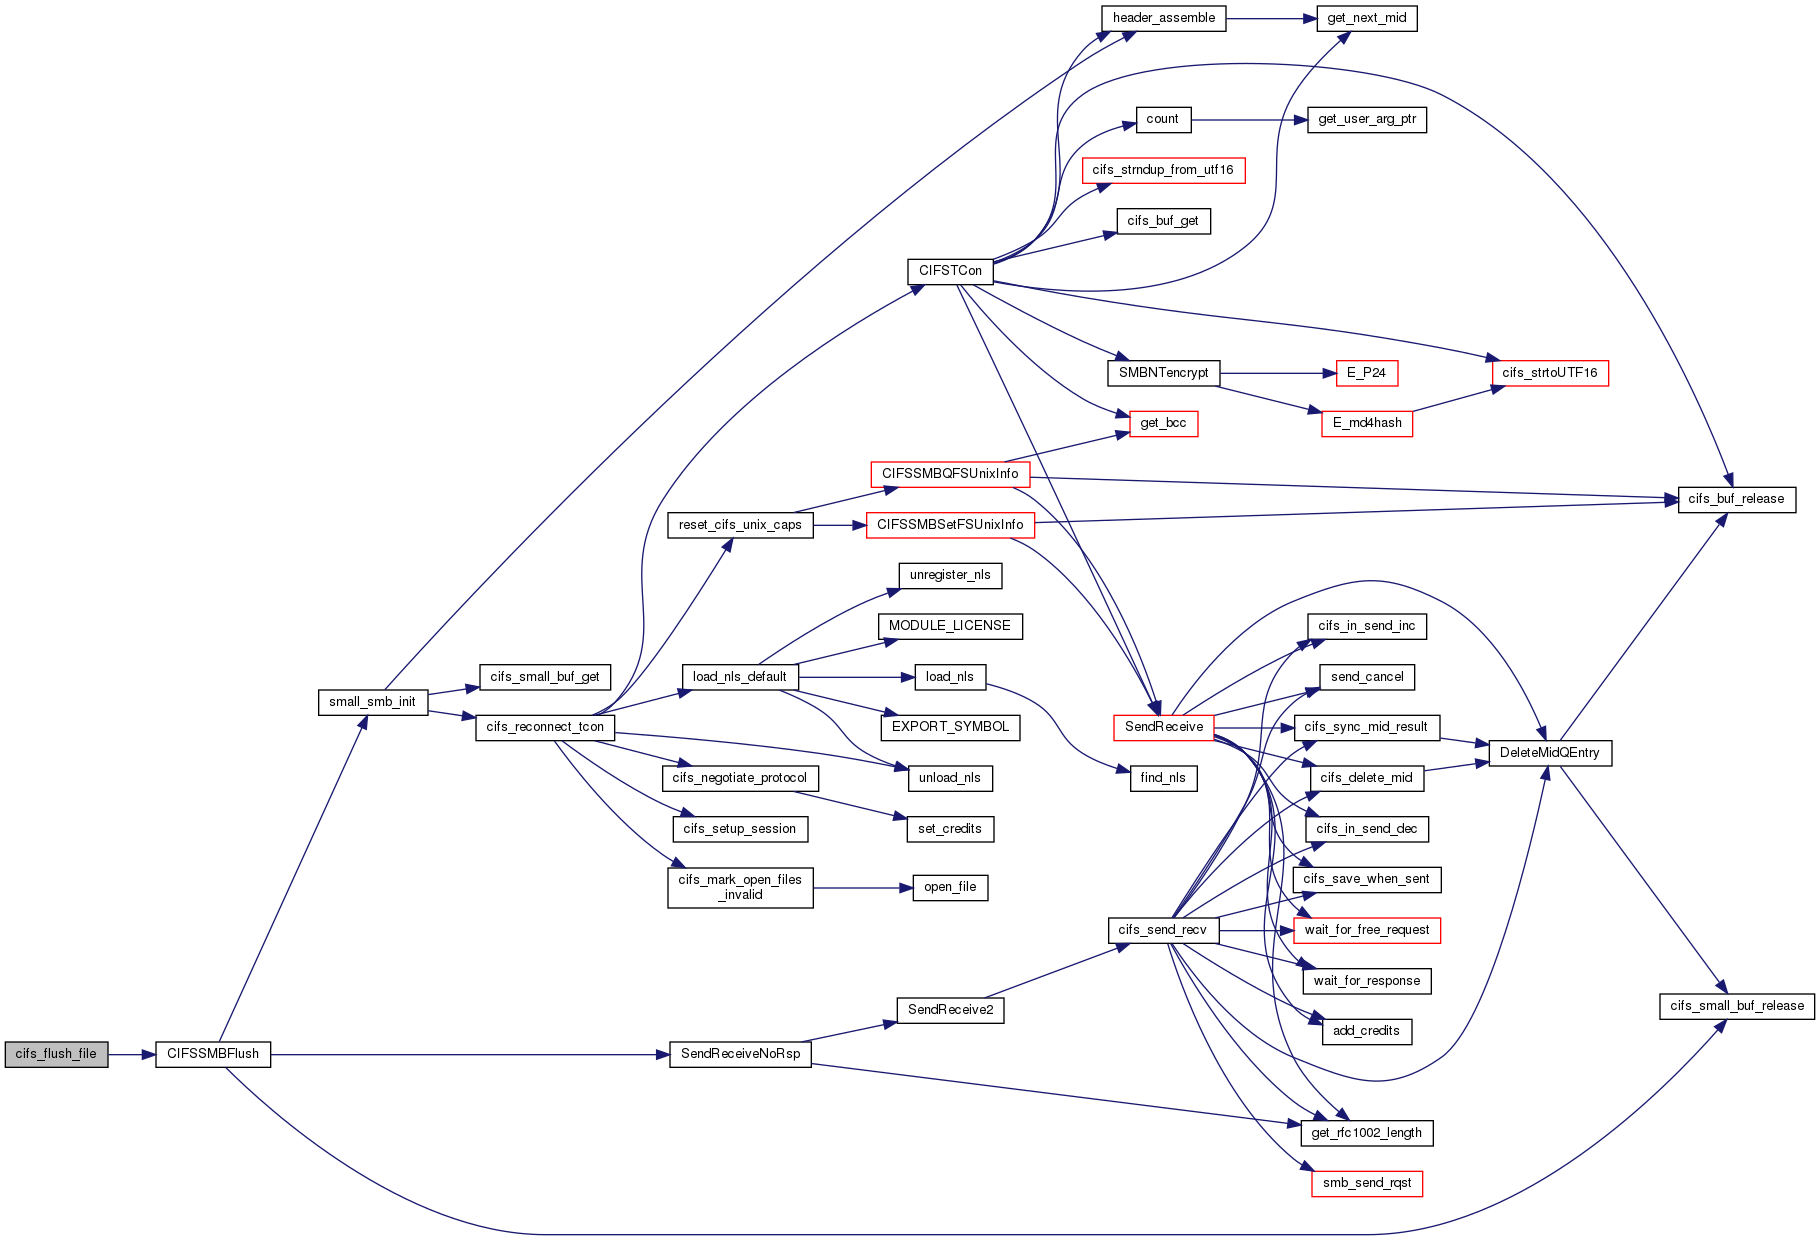 header_assemble
get_next_mid
count
get_user_arg_ptr
cifs_strndup_from_utf16
cifs_buf_get
CIFSTCon
SMBNTencrypt
E_P24
cifs_strtoUTF16
get_bcc
E_md4hash
CIFSSMBQFSUnixInfo
cifs_buf_release
reset_cifs_unix_caps
CIFSSMBSetFSUnixInfo
unregister_nls
MODULE_LICENSE
cifs_in_send_inc
cifs_small_buf_get
load_nls_default
load_nls
send_cancel
small_smb_init
cifs_reconnect_tcon
EXPORT_SYMBOL
SendReceive
cifs_sync_mid_result
DeleteMidQEntry
cifs_negotiate_protocol
unload_nls
find_nls
cifs_delete_mid
cifs_setup_session
set_credits
cifs_in_send_dec
cifs_mark_open_files
_invalid
open_file
cifs_save_when_sent
cifs_send_recv
wait_for_free_request
wait_for_response
SendReceive2
cifs_small_buf_release
add_credits
cifs_flush_file
CIFSSMBFlush
SendReceiveNoRsp
get_rfc1002_length
smb_send_rqst